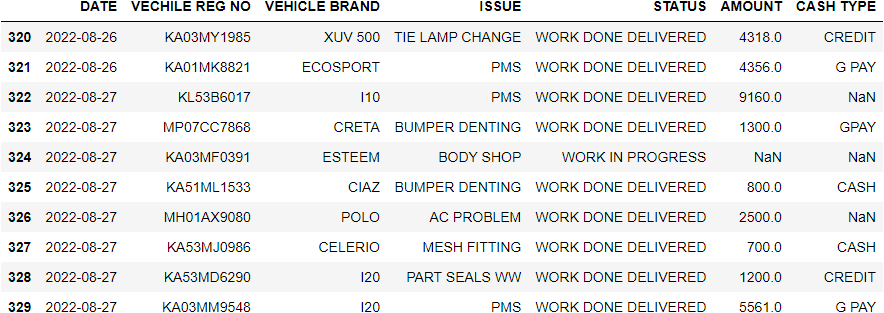 DATE VECHILE REG NO VEHICLE BRAND ISSUE STATUS AMOUNT CASH TYPE
320 2022-08-26 KA03MY1985 XUV 500 TIE LAMP CHANGE WORK DONE DELIVERED 4318.0 CREDIT
321 2022-08-26 KA01MK8821 ECOSPORT PMS WORK DONE DELIVERED 4356.0 G PAY
322 2022-08-27 KL53B6017 I10 PMS WORK DONE DELIVERED 9160.0 NaN
323 2022-08-27 MP07CC7868 CRETA BUMPER DENTING WORK DONE DELIVERED 1300.0 GPAY
324 2022-08-27 KA03MF0391 ESTEEM BODY SHOP WORK IN PROGRESS NaN NaN
325 2022-08-27 KA51ML1533 CIAZ BUMPER DENTING WORK DONE DELIVERED 800.0 CASH
326 2022-08-27 MH01AX9080 POLO AC PROBLEM WORK DONE DELIVERED 2500.0 NaN
327 2022-08-27 KA53MJ0986 CELERIO MESH FITTING WORK DONE DELIVERED 700.0 CASH
328 2022-08-27 KA53MD6290 I20 PART SEALS WW WORK DONE DELIVERED 1200.0 CREDIT
329 2022-08-27 KA03MM9548 I20 PMS WORK DONE DELIVERED 5561.0 G PAY